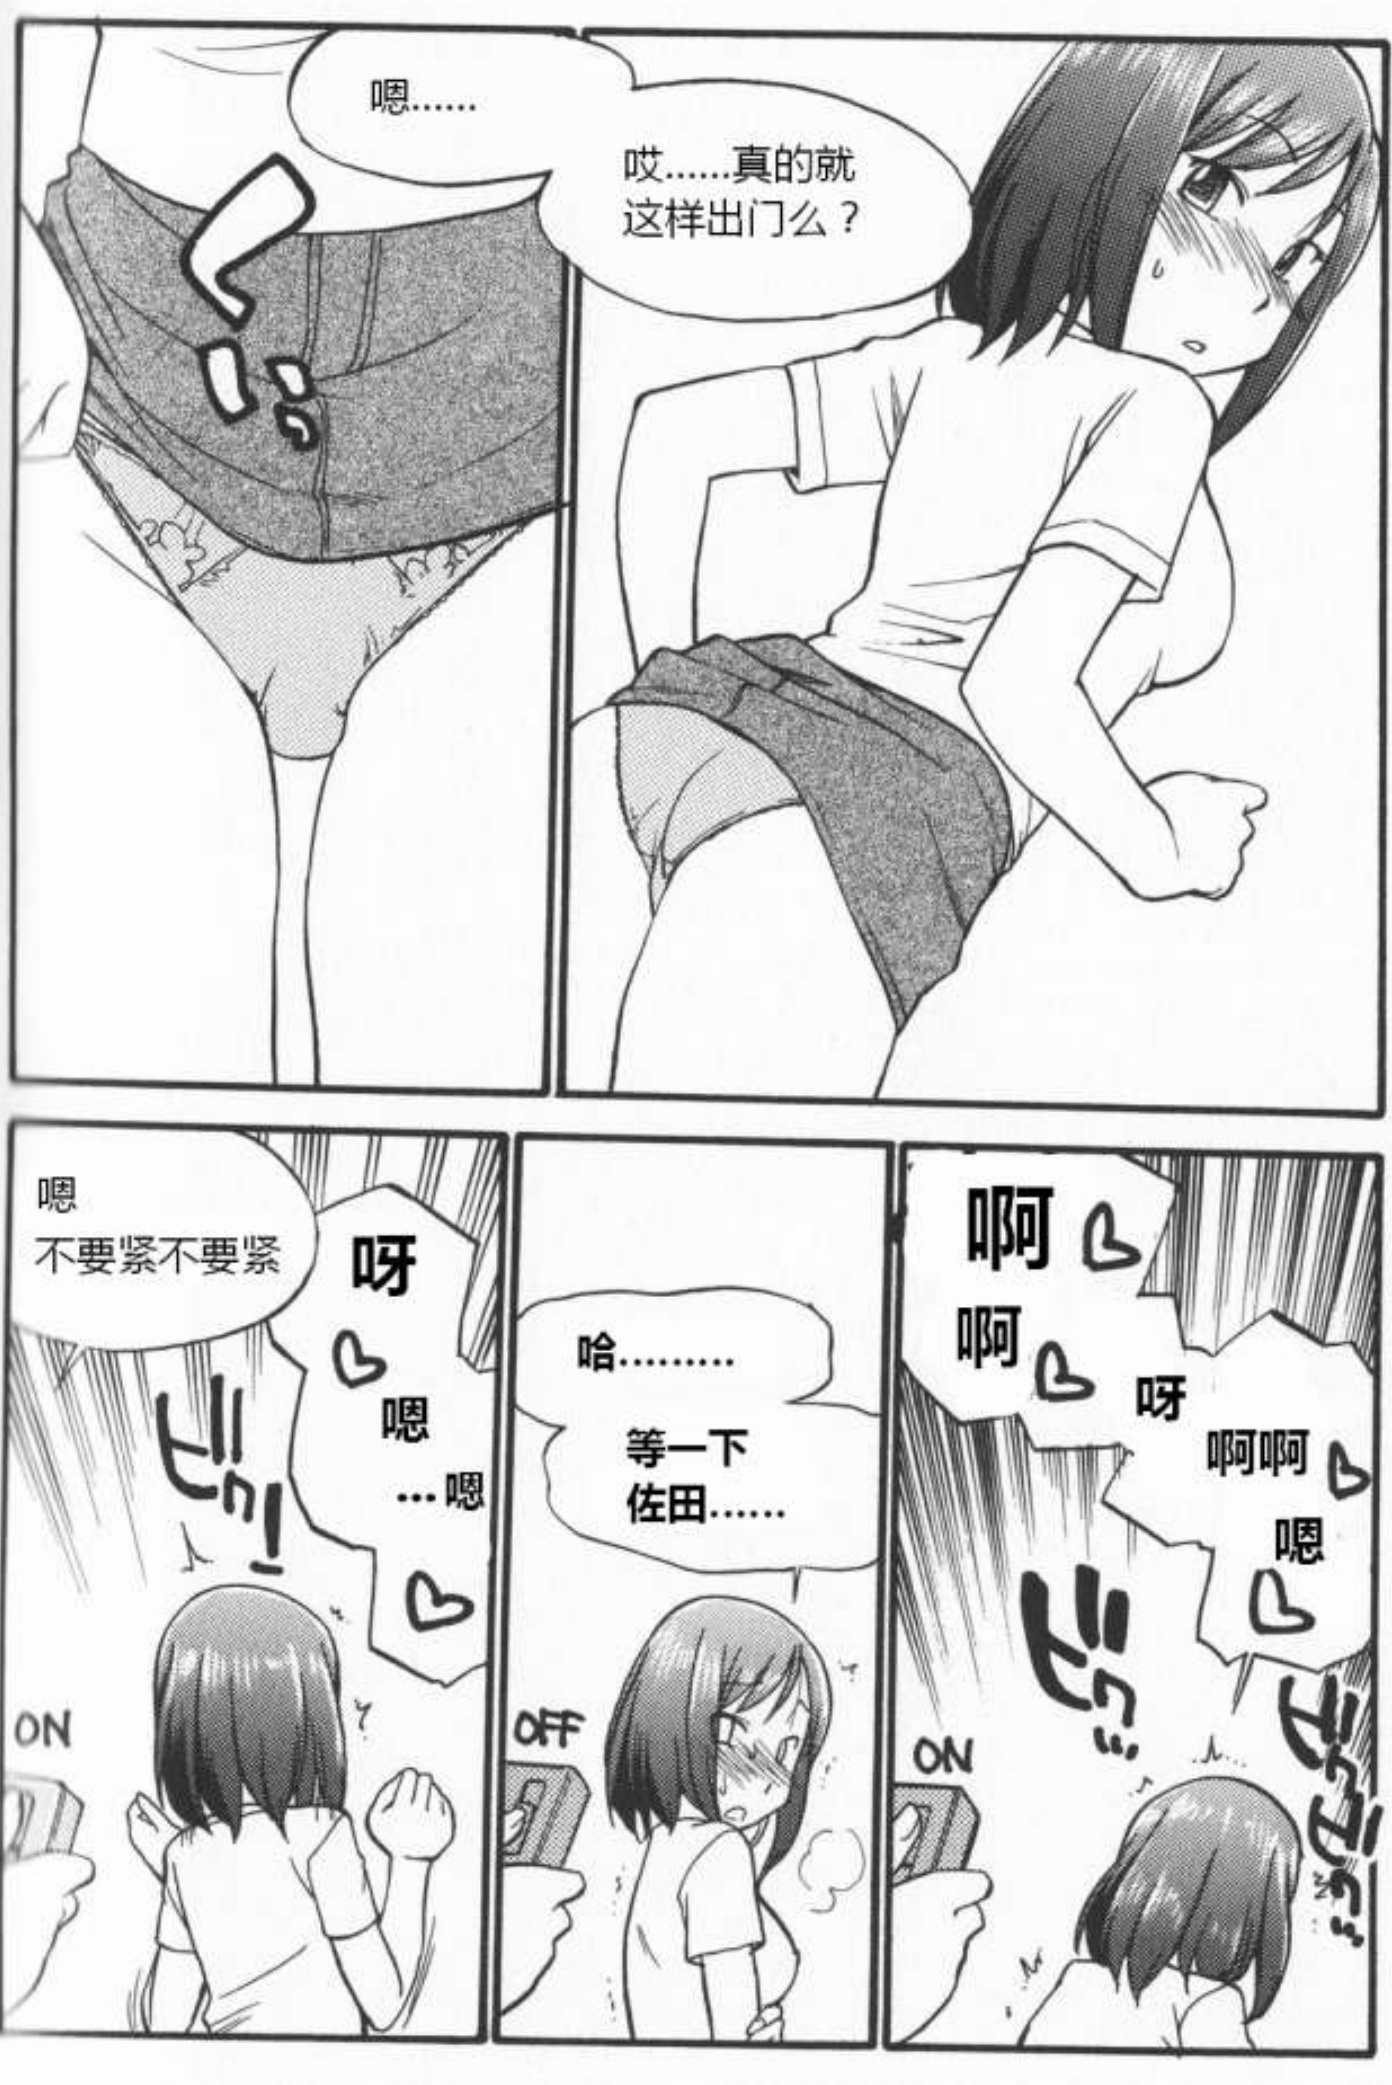 哎……真的就
这样出门么？
嗯……
啊
啊
呀
啊啊
嗯
ビクッ
ON
哈………
等一下
佐田……
OFF
呀
嗯
…嗯
嗯
不要紧不要紧
ビクン
ON